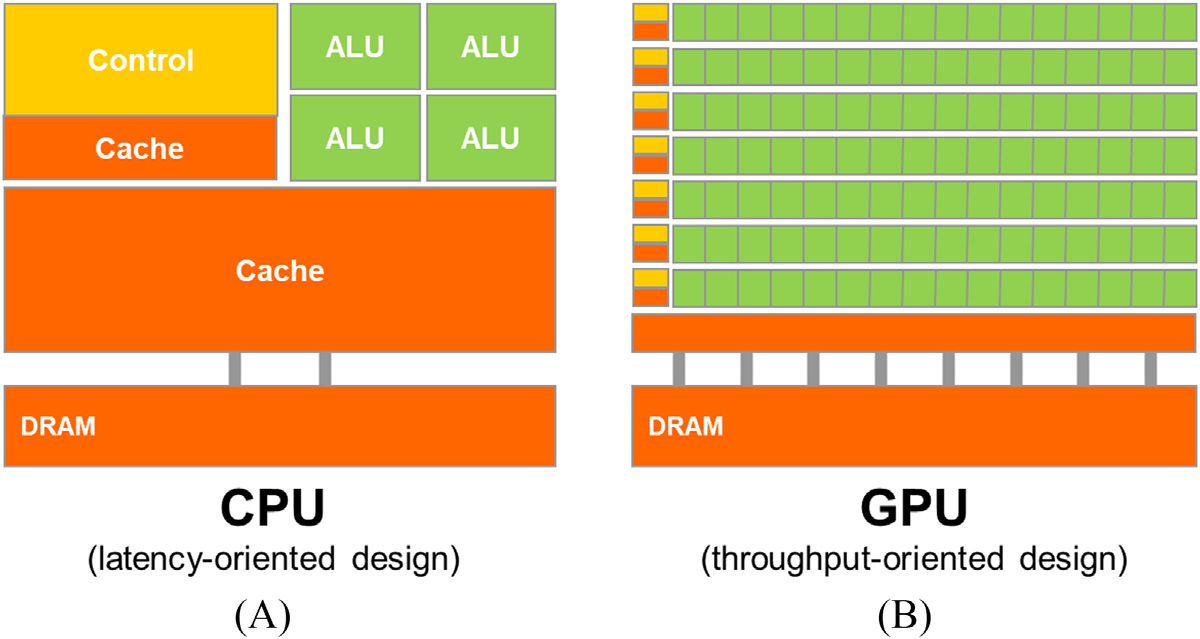 Control
ALU
ALU
Cache
ALU
ALU
Cache
DRAM
CPU
(latency-oriented design)
(A)
DRAM
GPU
(throughput-oriented design)
(B)